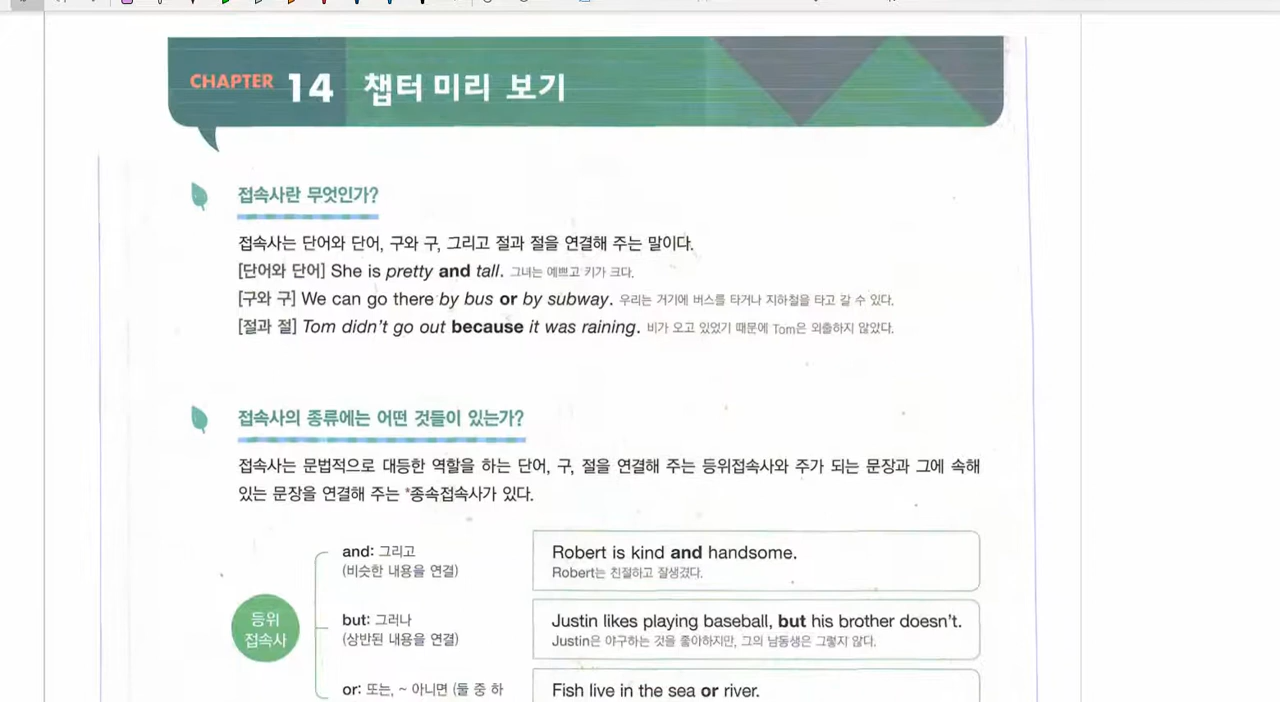 CHAPTER 14 챕터 미리 보기
접속사란 무엇인가?
접속사는 단어와 단어, 구와 구, 그리고 절과 절을 연결해 주는 말이다.
[단어와 단어] She is pretty and tall. 그녀는 예쁘고 키가 크다.
[구와 구] We can go there by bus or by subway. 우리는 거기에 버스를 타거나 지하철을 타고 갈 수 있다.
[절과 절] Tom didn't go out because it was raining. 비가 오고 있었기 때문에 Tom은 외출하지 않았다.
접속사의 종류에는 어떤 것들이 있는가?
접속사는 문법적으로 대등한 역할을 하는 단어, 구, 절을 연결해 주는 등위접속사와 주가 되는 문장과 그에 속해
있는 문장을 연결해 주는 *종속접속사가 있다.
등위
접속사
and: 그리고
(비슷한 내용을 연결)
Robert is kind and handsome.
Robert는 친절하고 잘생겼다.
but: 그러나
(상반된 내용을 연결)
Justin likes playing baseball, but his brother doesn't.
Justin은 야구하는 것을 좋아하지만, 그의 남동생은 그렇지 않다.
or: 또는, ~ 아니면 (둘 중 하
Fish live in the sea or river.